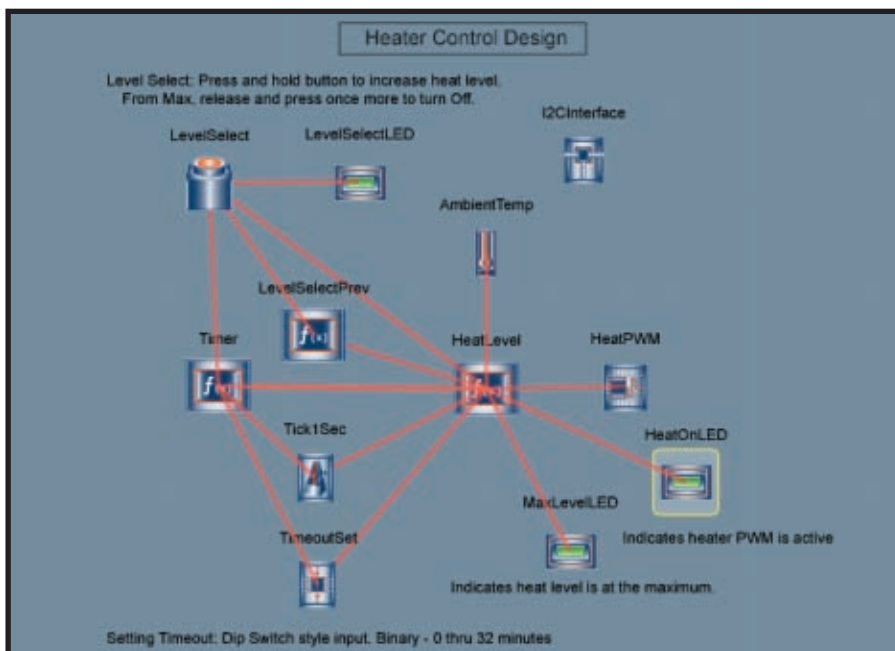 Heater Control Design
Level Select: Press and hold button to increase heat level.
From Max, release and press once more to turn Off.
I2CInterface
LevelSelect
LevelSelectLED
AmbientTemp
LevelSelectPrev
Timer
HeatLevel
HeatPWM
Tick1Sec
HeatOnLED
MaxLevelLED
TimeoutSet
Indicates heater PWM is active
Indicates heat level is at the maximum.
Setting Timeout: Dip Switch style input. Binary - 0 thru 32 minutes